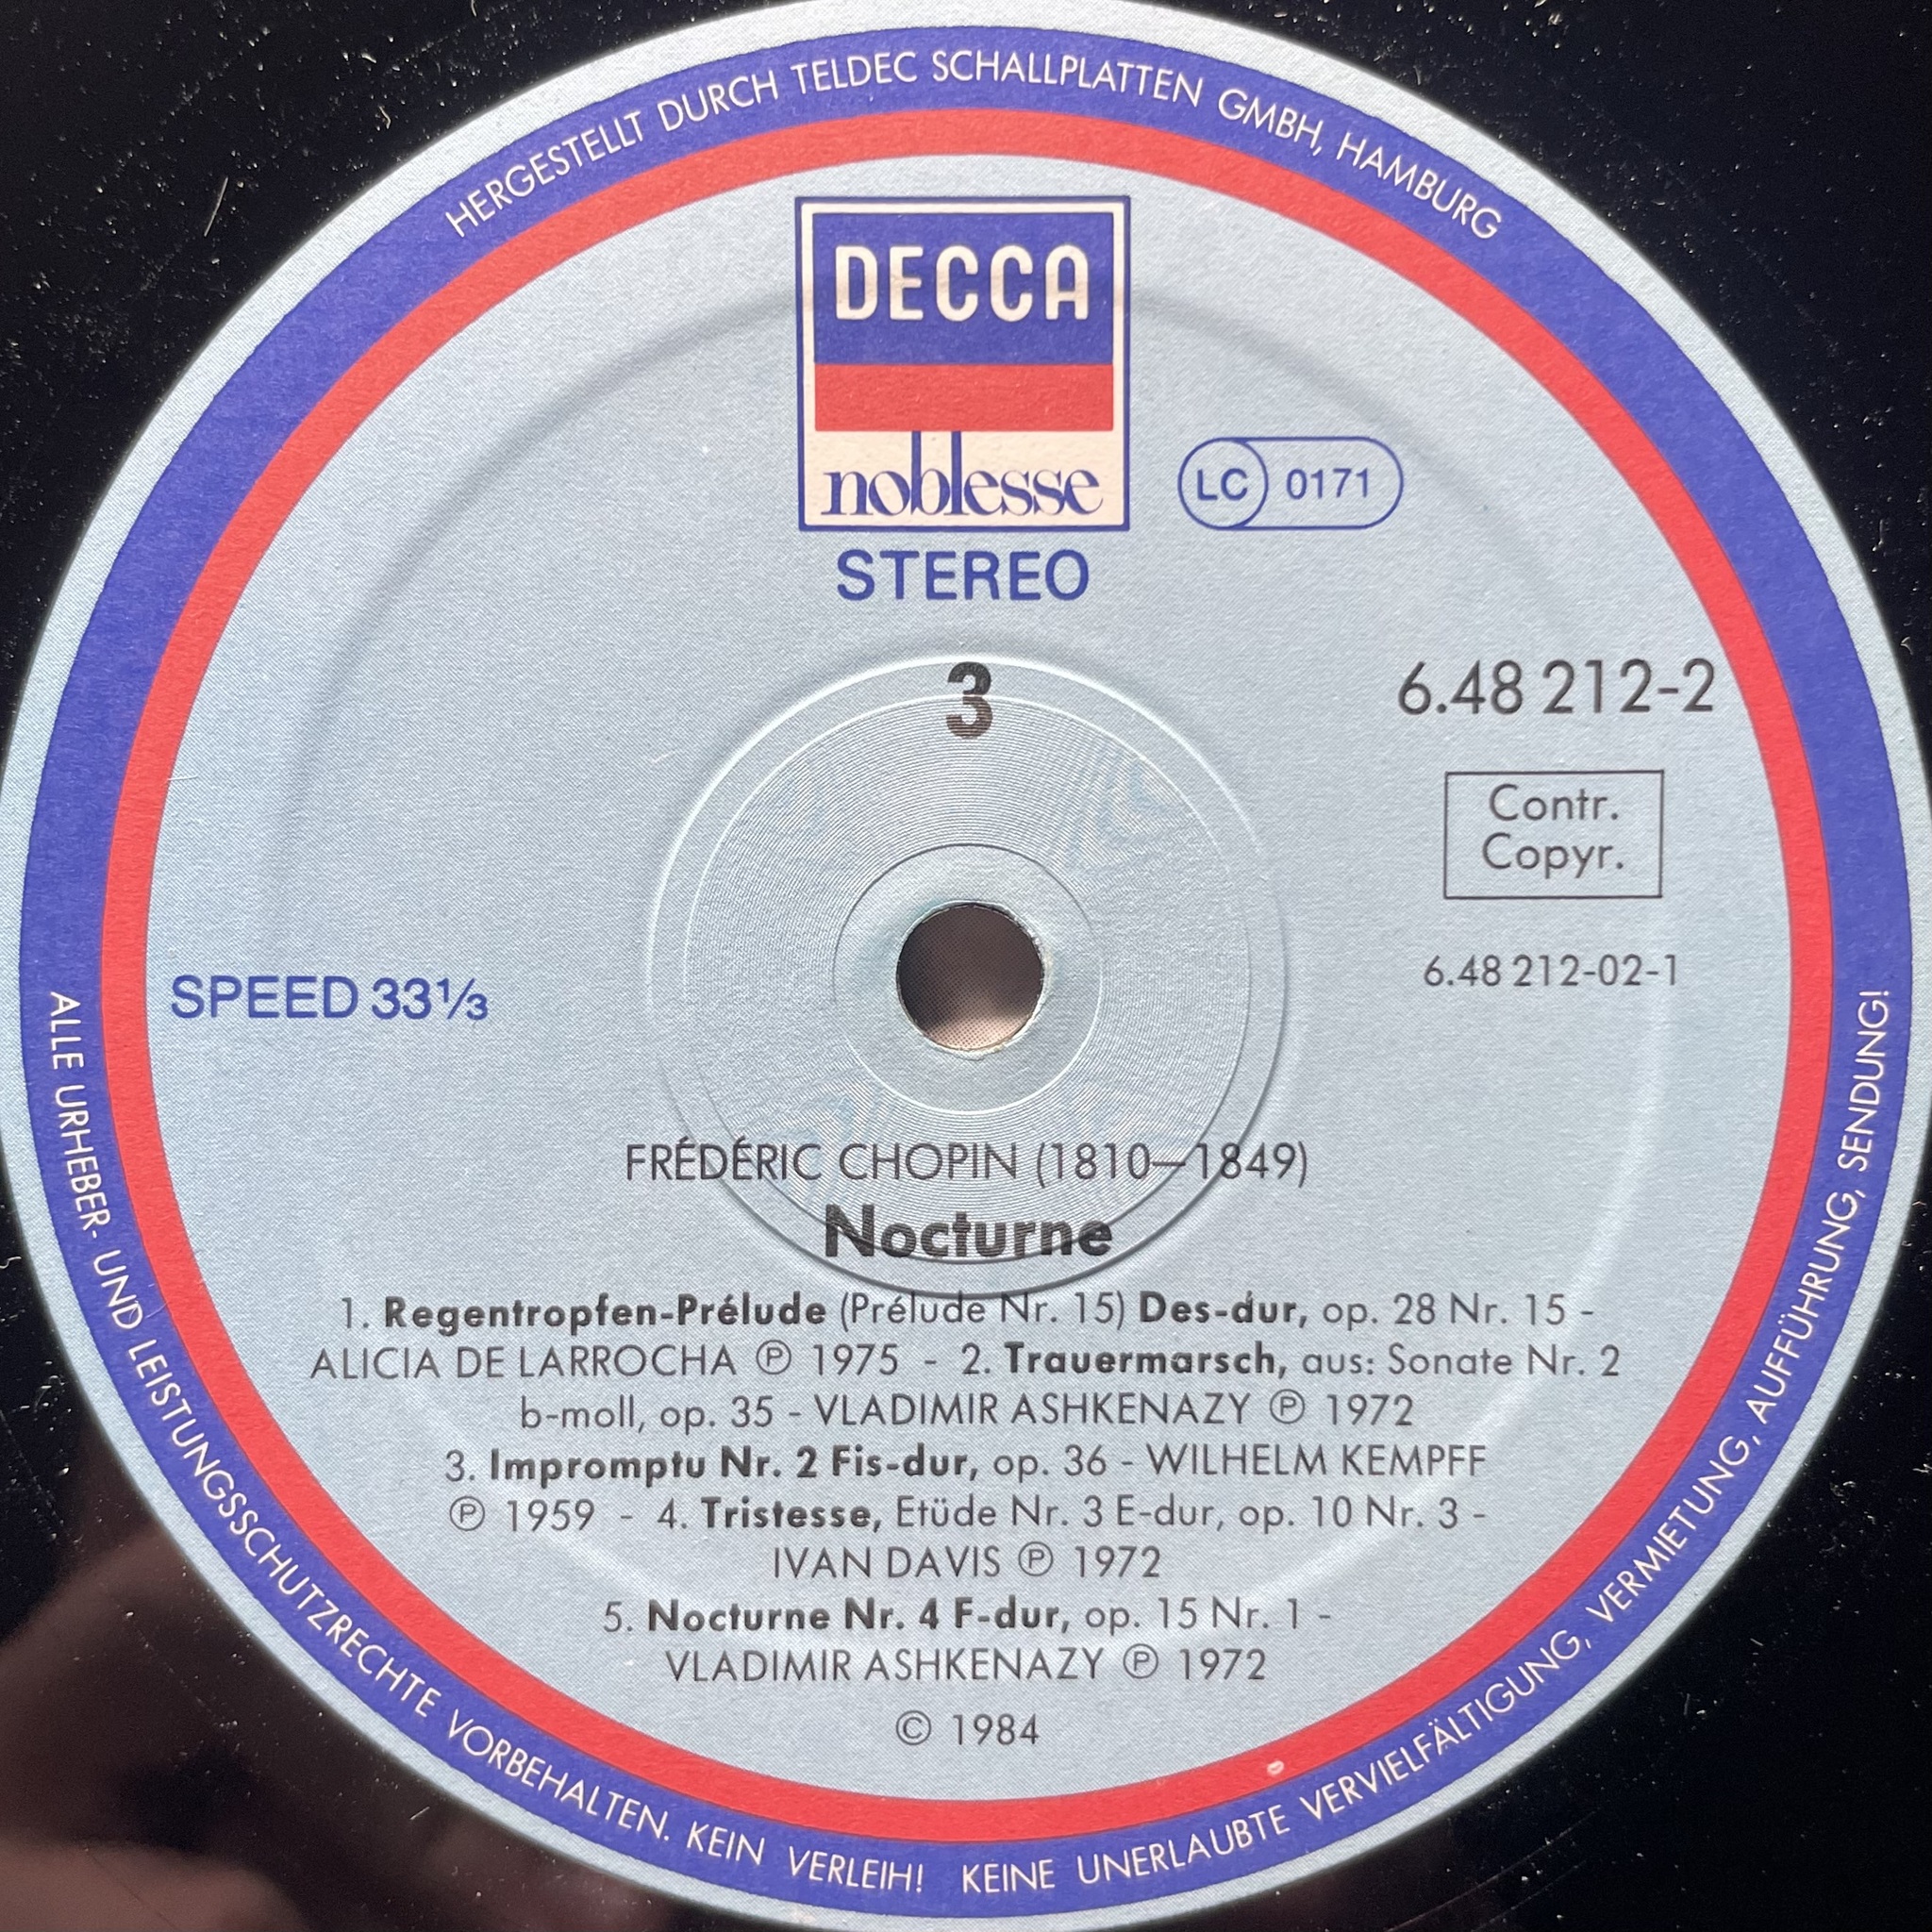 HERGESTELLT DURCH TELDEC SCHALLPLATTEN GMBH, HAMBURG
DECCA
noblesse
LC 0171
STEREO
3
6.48 212-2
Contr.
Copyr.
SPEED 33⅓
6.48 212-02-1
FRÉDÉRIC CHOPIN (1810–1849)
Nocturne
1. Regentropfen-Prélude (Prélude Nr. 15) Des-dur, op. 28 Nr. 15 -
ALICIA DE LARROCHA ℗ 1975 - 2. Trauermarsch, aus: Sonate Nr. 2
b-moll, op. 35 - VLADIMIR ASHKENAZY ℗ 1972
3. Impromptu Nr. 2 Fis-dur, op. 36 - WILHELM KEMPFF
℗ 1959 - 4. Tristesse, Etüde Nr. 3 E-dur, op. 10 Nr. 3 -
IVAN DAVIS ℗ 1972
5. Nocturne Nr. 4 F-dur, op. 15 Nr. 1 -
VLADIMIR ASHKENAZY ℗ 1972
© 1984
ALLE URHEBER- UND LEISTUNGSSCHUTZRECHTE VORBEHALTEN. KEIN VERLEIH! KEINE UNERLAUBTE VERVIELFÄLTIGUNG, VERMIETUNG, AUFFÜHRUNG, SENDUNG!